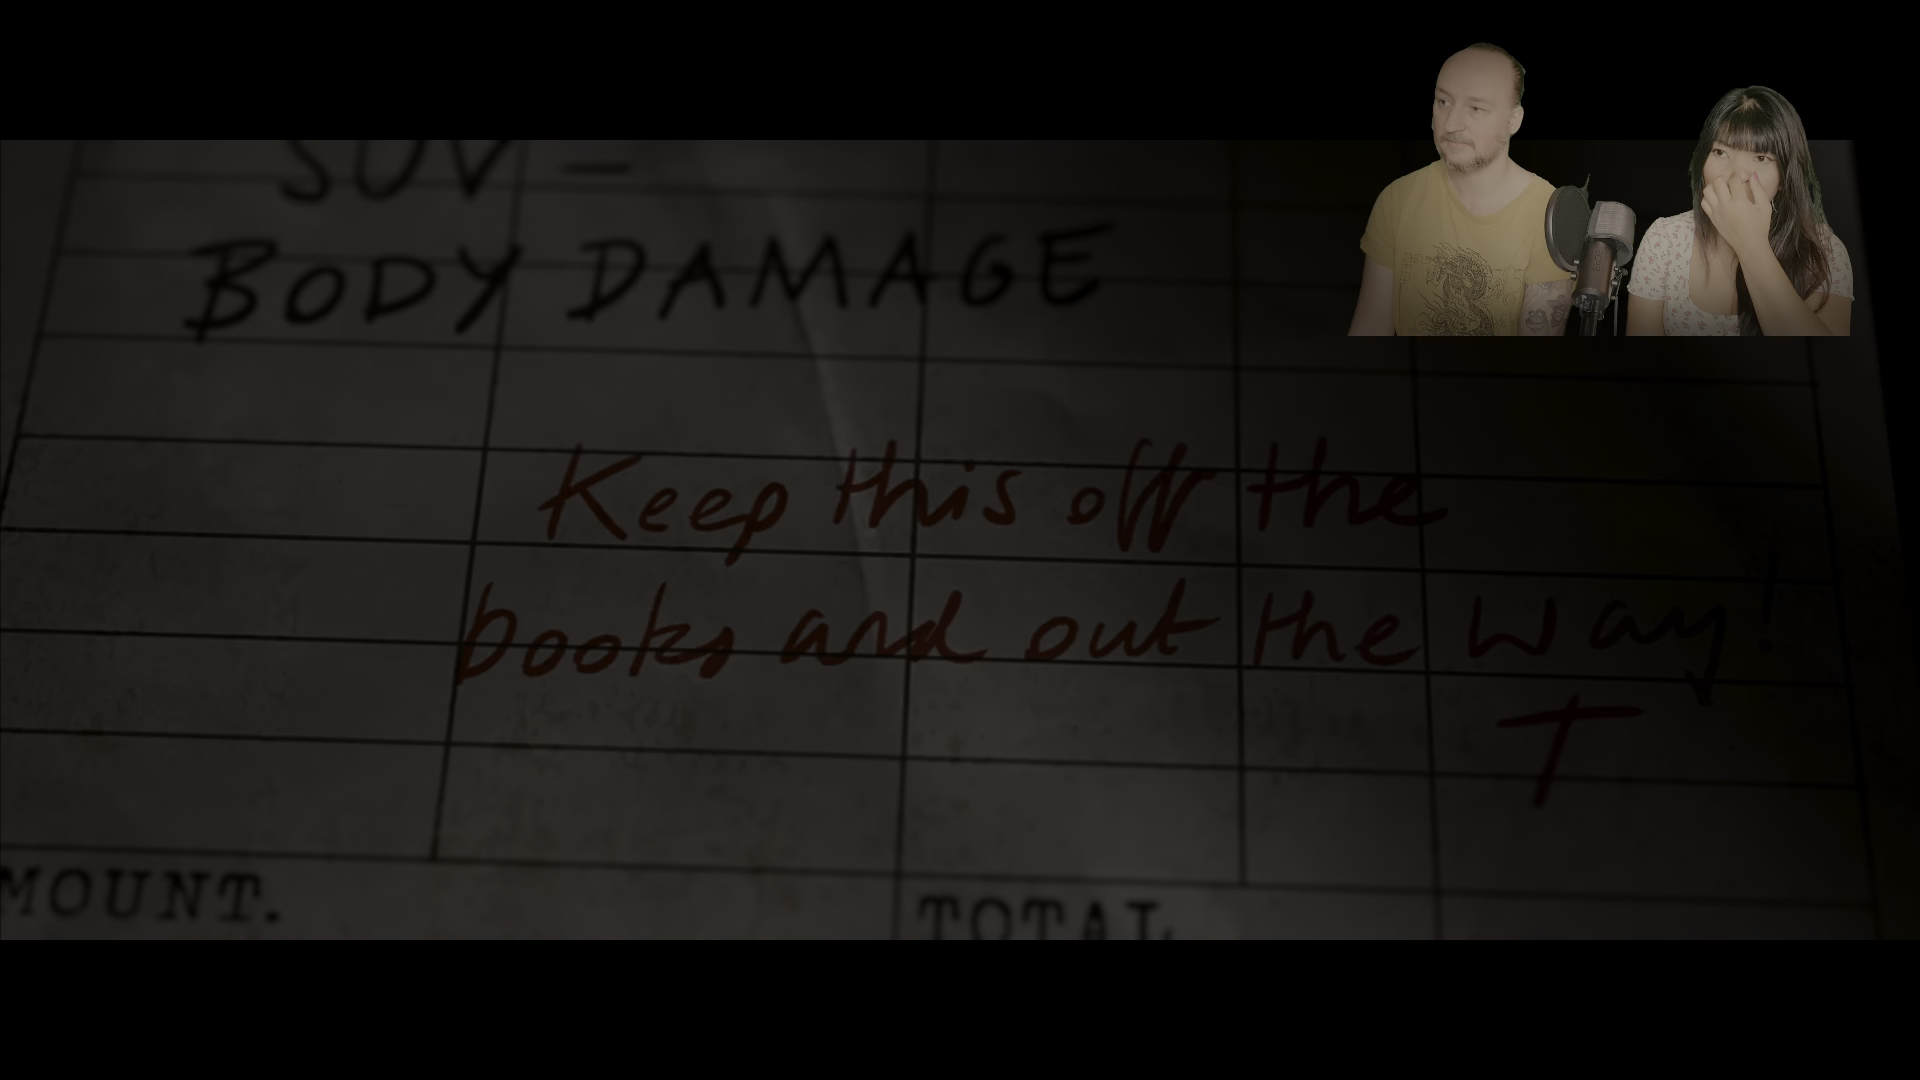 SUV -
BODY DAMAGE
Keep this off the
books and out the way!
T
MOUNT.
TOTAL